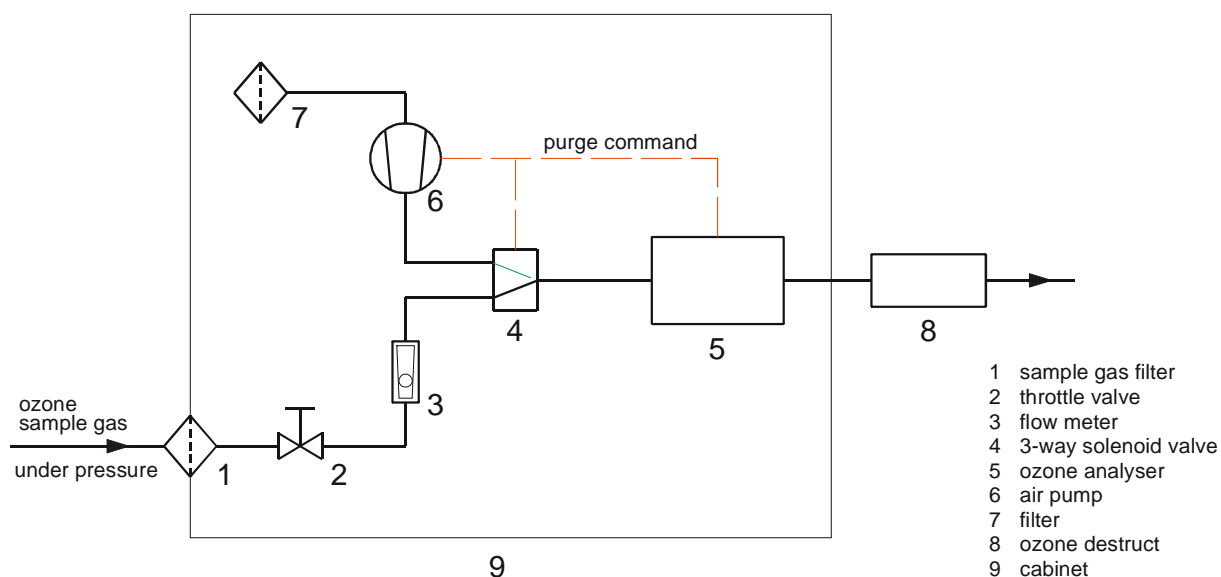 7
purge command
6
4
5
8
3
ozone
sample gas
under pressure
1
2
9
1 sample gas filter
2 throttle valve
3 flow meter
4 3-way solenoid valve
5 ozone analyser
6 air pump
7 filter
8 ozone destruct
9 cabinet